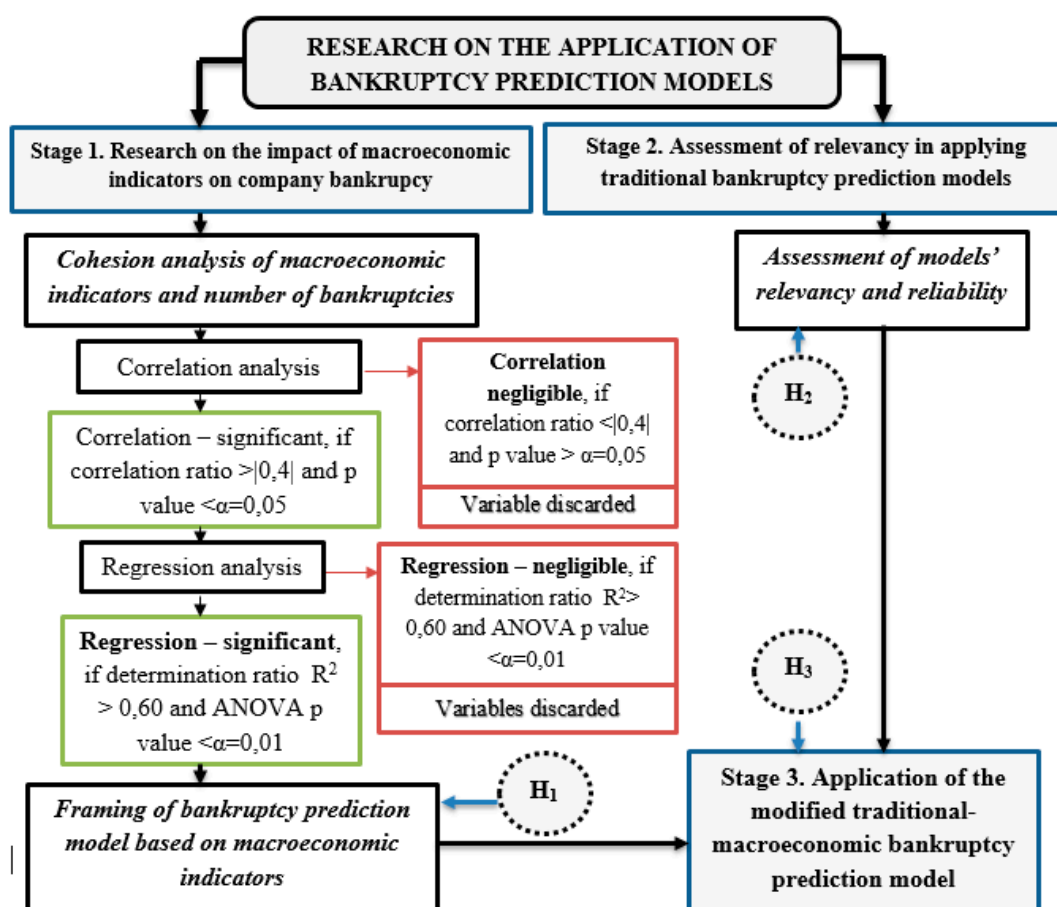 RESEARCH ON THE APPLICATION OF
BANKRUPTCY PREDICTION MODELS
Stage 1. Research on the impact of macroeconomic
indicators on company bankrupcy
Stage 2. Assessment of relevancy in applying
traditional bankruptcy prediction models
Cohesion analysis of macroeconomic
indicators and number of bankruptcies
Assessment of models'
relevancy and reliability
Correlation analysis
Correlation
negligible, if
correlation ratio <|0,4|
and p value > α=0,05
Variable discarded
H2
Correlation – significant, if
correlation ratio >|0,4| and p
value <α=0,05
Regression analysis
Regression – negligible, if
determination ratio R²>
0,60 and ANOVA p value
<α=0,01
Variables discarded
Regression – significant,
if determination ratio R²
> 0,60 and ANOVA p
value <α=0,01
H3
H1
Framing of bankruptcy prediction
model based on macroeconomic
indicators
Stage 3. Application of the
modified traditional-
macroeconomic bankruptcy
prediction model